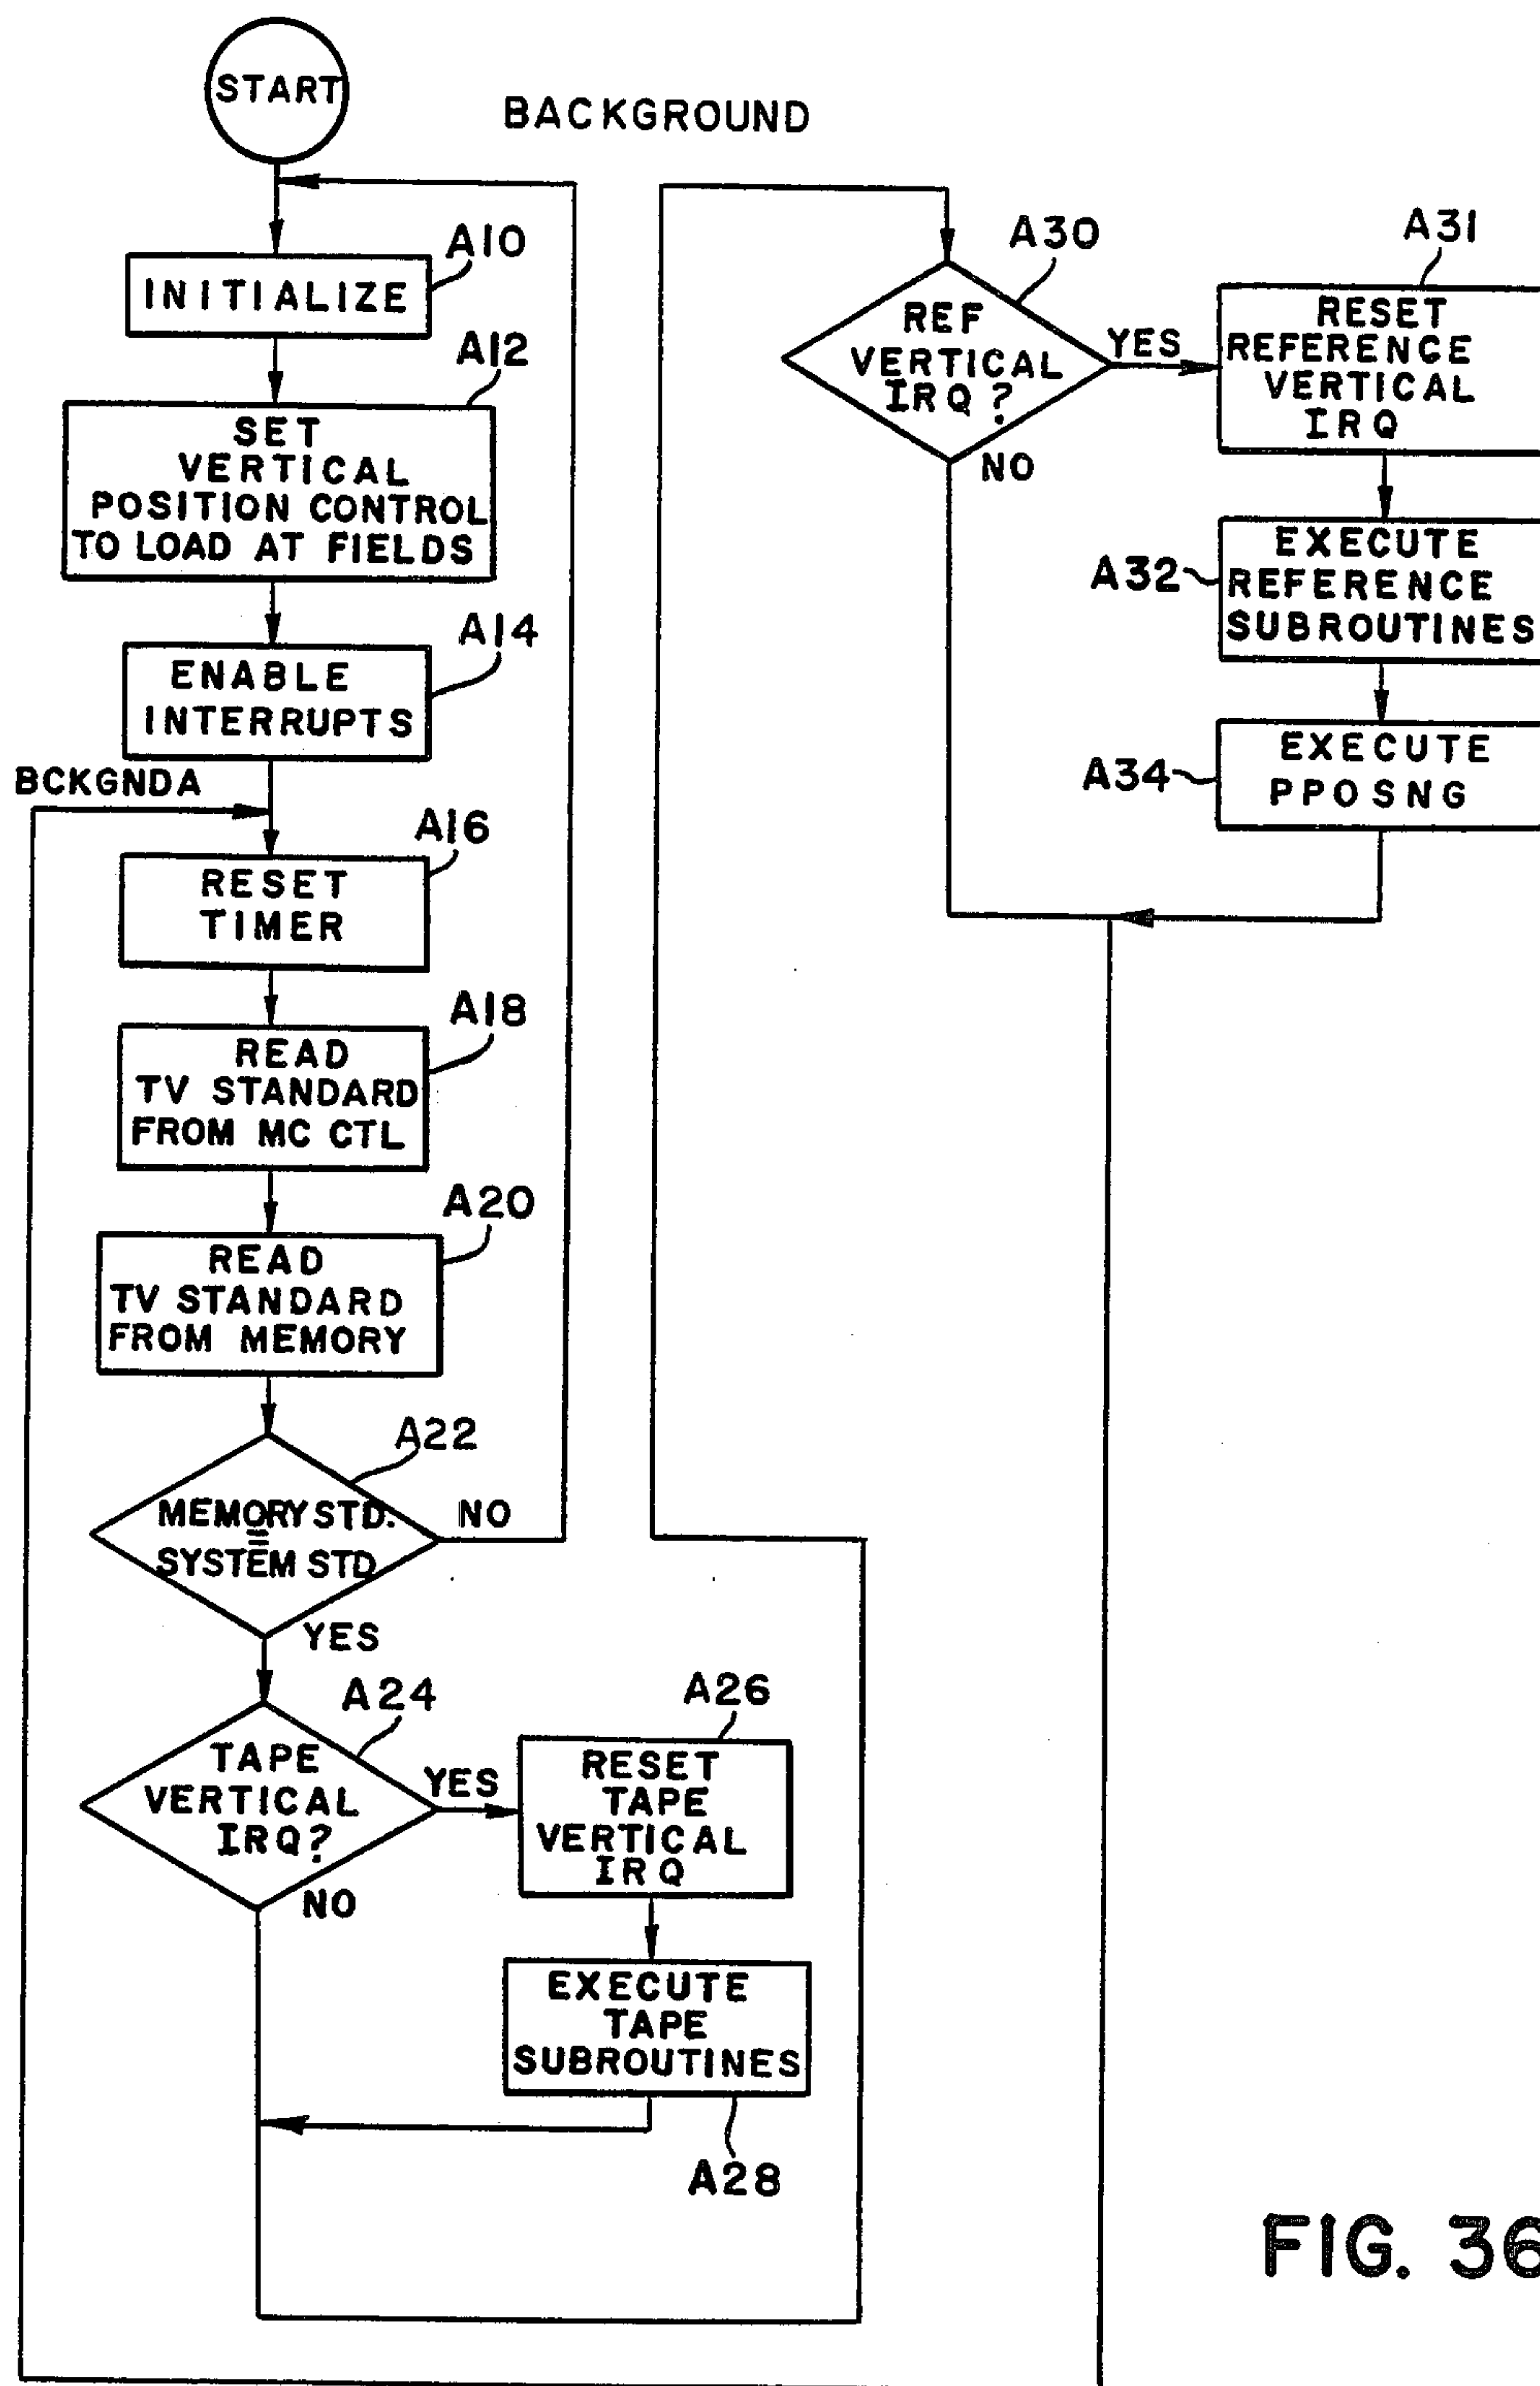 START
BACKGROUND
A10
INITIALIZE
A12
SET
VERTICAL
POSITION CONTROL
TO LOAD AT FIELDS
A14
ENABLE
INTERRUPTS
BCKGNDA
A16
RESET
TIMER
A18
READ
TV STANDARD
FROM MC CTL
A20
READ
TV STANDARD
FROM MEMORY
A22
MEMORY STD.
=
SYSTEM STD
NO
YES
A24
TAPE
VERTICAL
IRQ?
YES
NO
A26
RESET
TAPE
VERTICAL
IRQ
EXECUTE
TAPE
SUBROUTINES
A28
A30
REF
VERTICAL
IRQ?
YES
NO
A31
RESET
REFERENCE
VERTICAL
IRQ
A32
EXECUTE
REFERENCE
SUBROUTINES
A34
EXECUTE
PPOSNG
FIG. 36